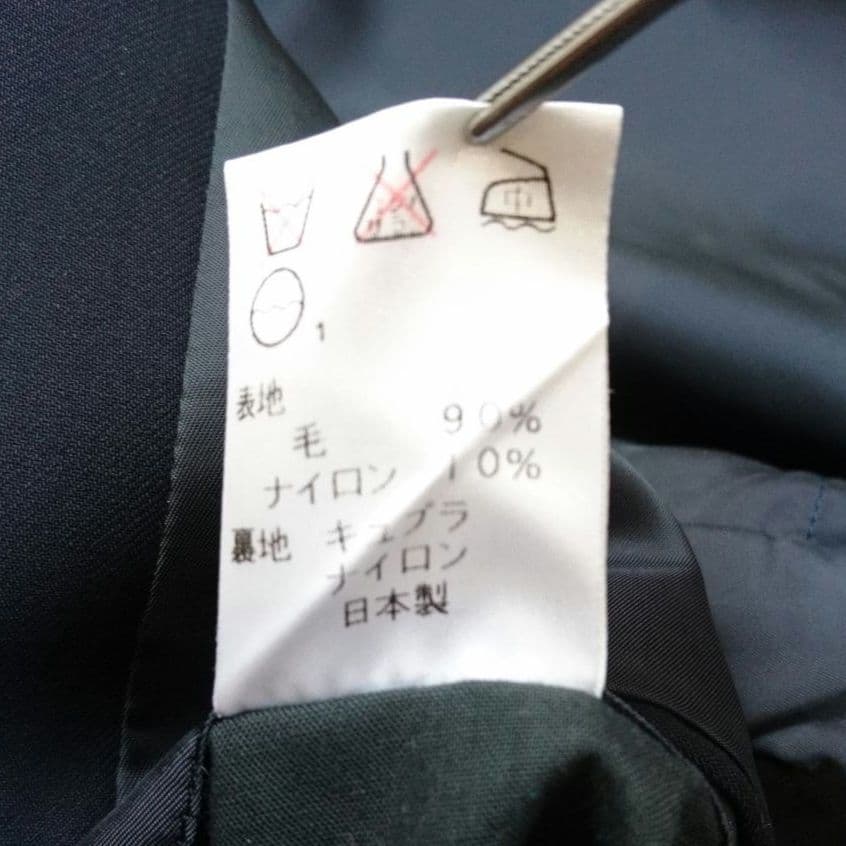 中
1
表地
毛 90%
ナイロン 10%
裏地 キュプラ
ナイロン
日本製